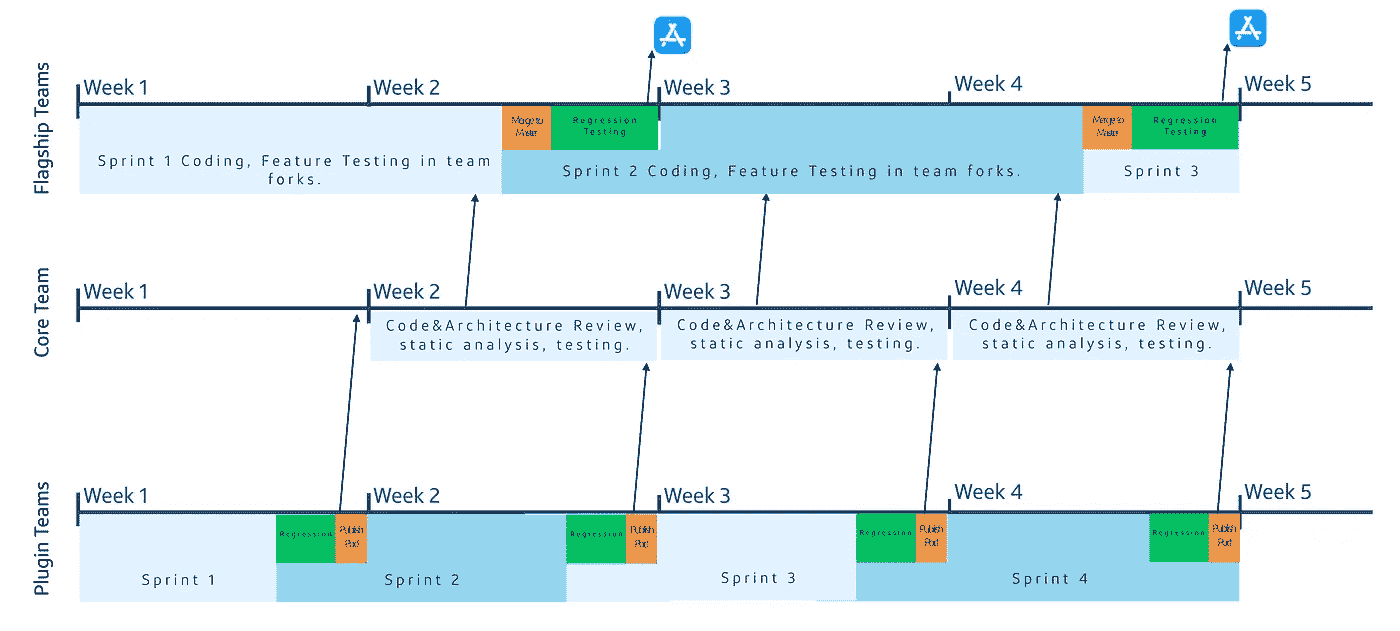 Flagship Teams
Week 1
Week 2
Week 3
Week 4
Week 5
Merge to
Master
Regression
Testing
Merge to
Master
Regression
Testing
Sprint 1 Coding, Feature Testing in team
forks.
Sprint 2 Coding, Feature Testing in team forks.
Sprint 3
Core Team
Week 1
Week 2
Week 3
Week 4
Week 5
Code&Architecture Review,
static analysis, testing.
Code&Architecture Review,
static analysis, testing.
Code&Architecture Review,
static analysis, testing.
Plugin Teams
Week 1
Week 2
Week 3
Week 4
Week 5
Regression
Publish
Pod
Regression
Publish
Pod
Regression
Publish
Pod
Regression
Publish
Pod
Sprint 1
Sprint 2
Sprint 3
Sprint 4